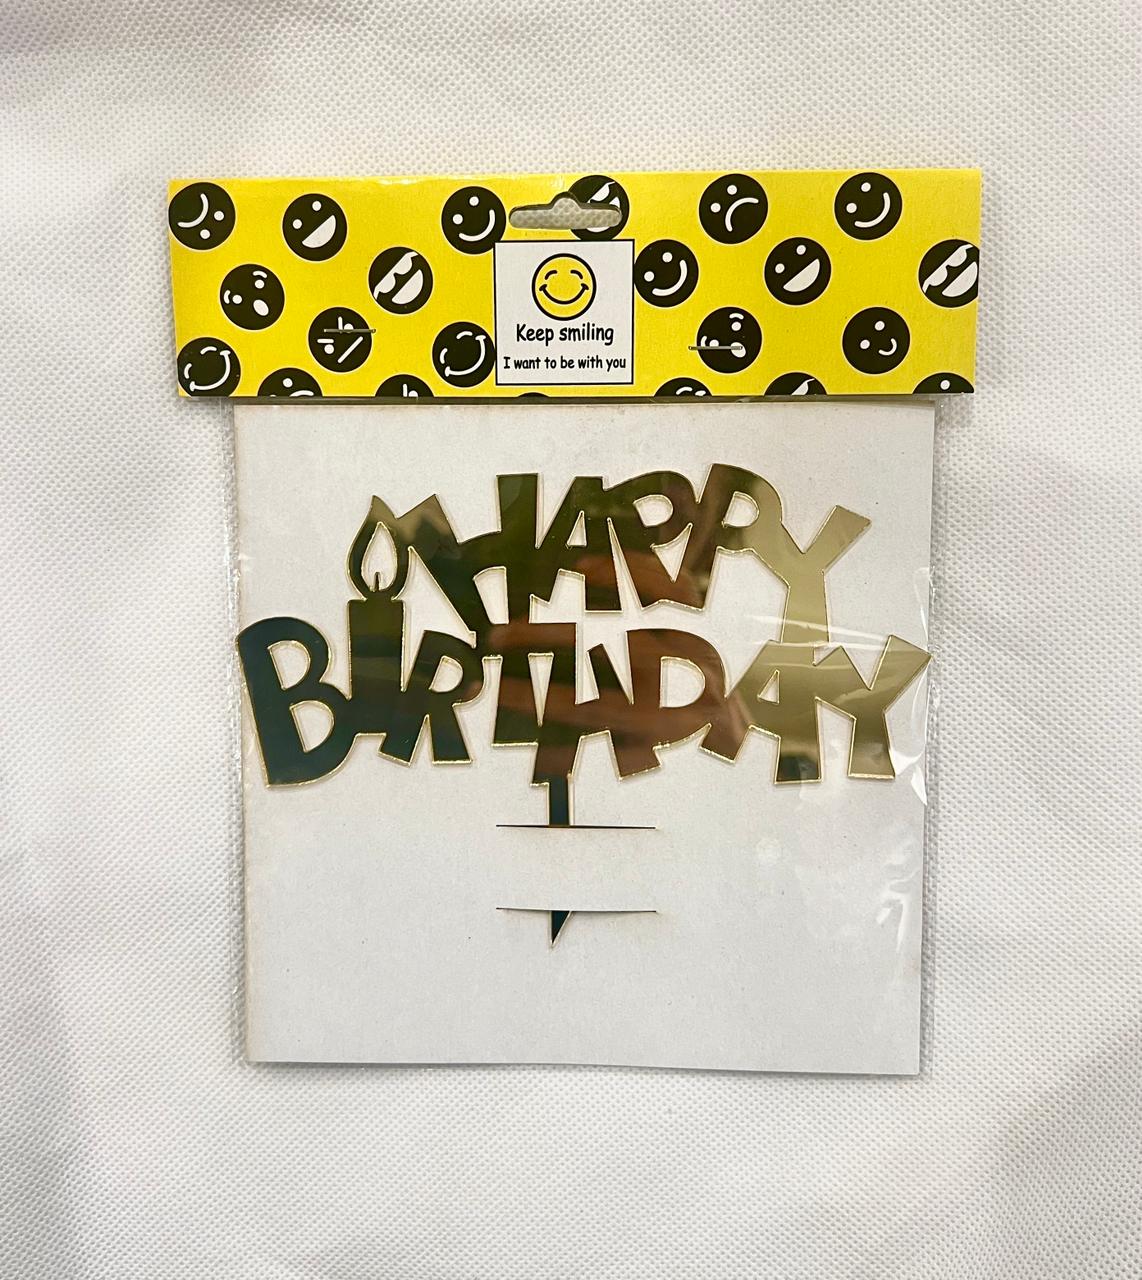 Keep smiling
I want to be with you
HAPPY
BIRTHDAY